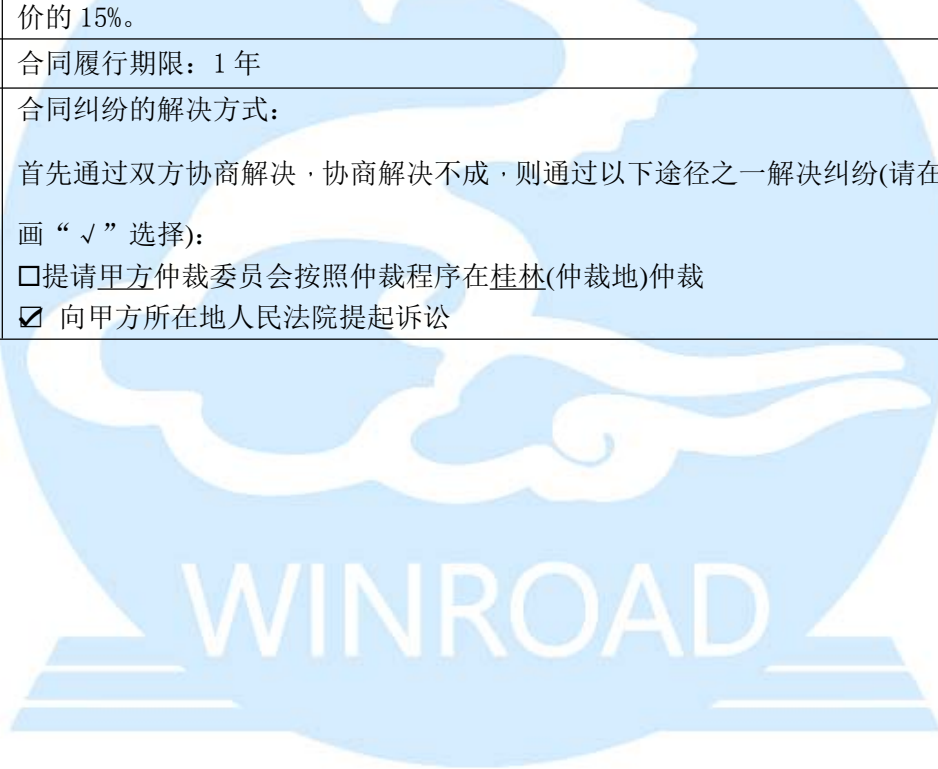 价的 15%。
合同履行期限：1 年
合同纠纷的解决方式：
首先通过双方协商解决，协商解决不成，则通过以下途径之一解决纠纷(请在
画“√”选择)：
□提请甲方仲裁委员会按照仲裁程序在桂林(仲裁地)仲裁
☑ 向甲方所在地人民法院提起诉讼
WINROAD